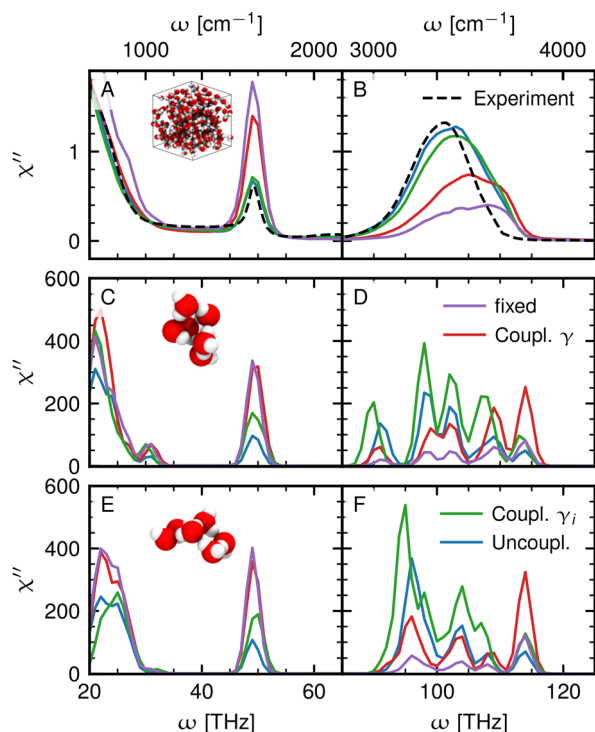 ω [cm⁻¹]
ω [cm⁻¹]
1000
2000
3000
4000
A
B
Experiment
χ′′
1
0
C
D
fixed
Coupl. γ
χ′′
600
400
200
0
E
F
Coupl. γᵢ
Uncoupl.
χ′′
600
400
200
0
20
40
60
100
120
ω [THz]
ω [THz]